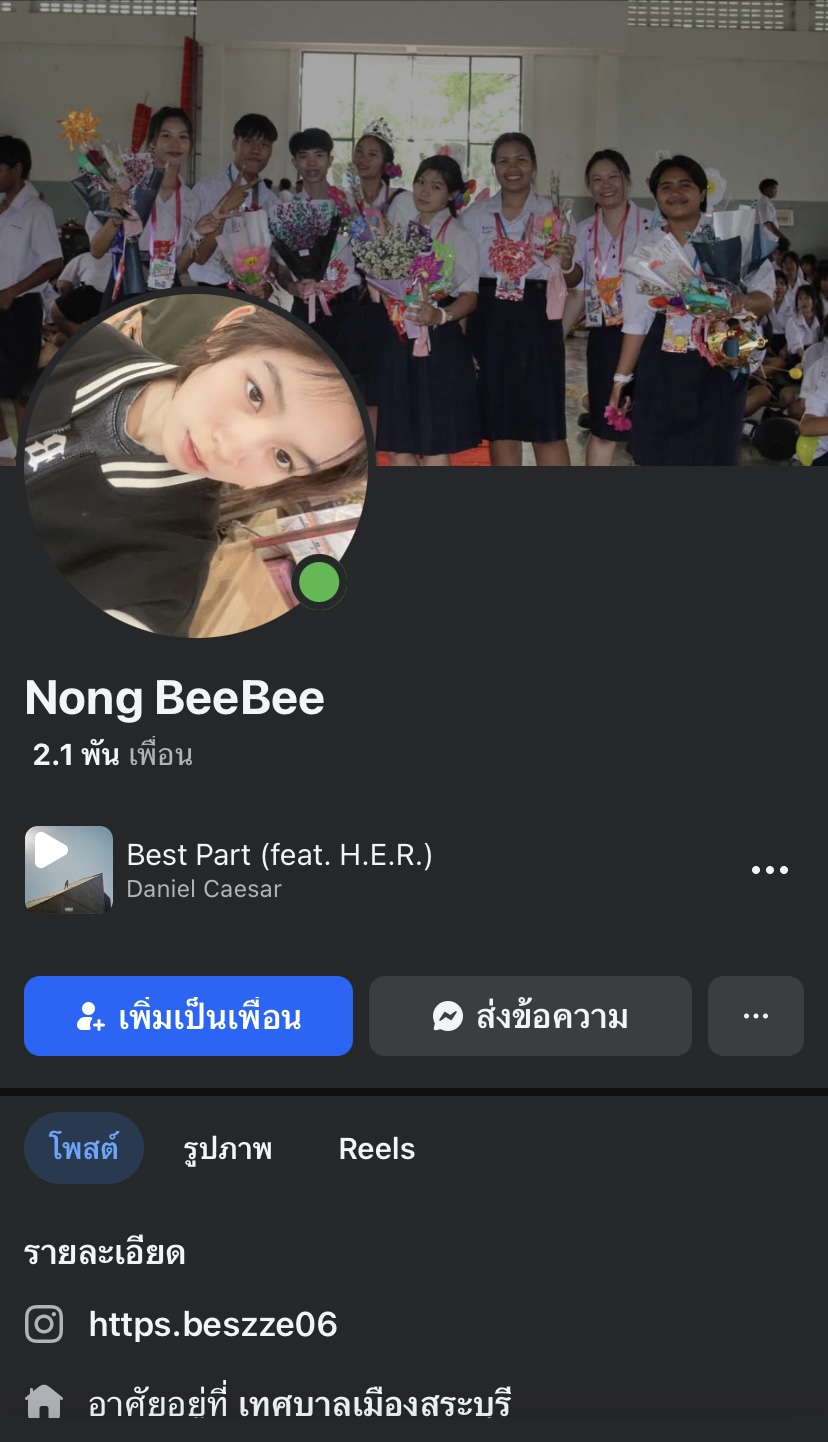 Nong BeeBee
2.1 พัน เพื่อน
Best Part (feat. H.E.R.)
Daniel Caesar
เพิ่มเป็นเพื่อน
ส่งข้อความ
โพสต์ รูปภาพ Reels
รายละเอียด
https.beszze06
อาศัยอยู่ที่ เทศบาลเมืองสระบุรี